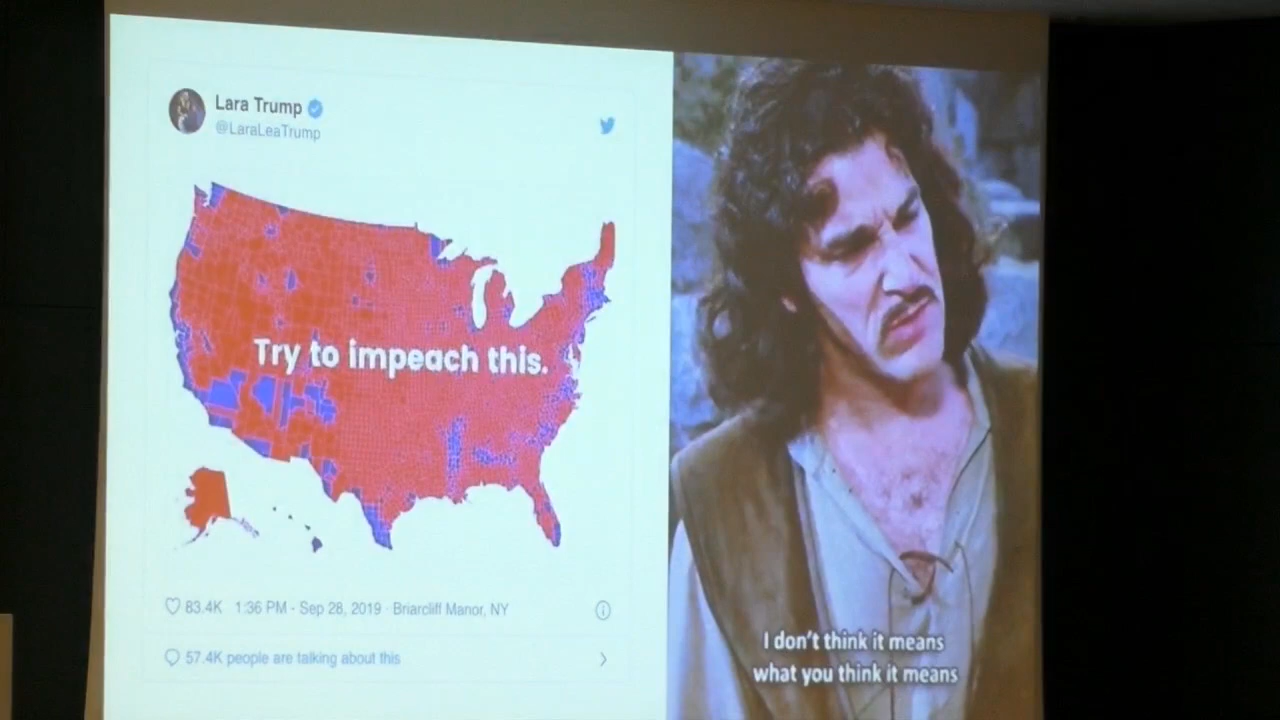 Lara Trump
@LaraLeaTrump
Try to impeach this.
83.4K 1:36 PM - Sep 28, 2019 · Briarcliff Manor, NY
57.4K people are talking about this
I don't think it means
what you think it means